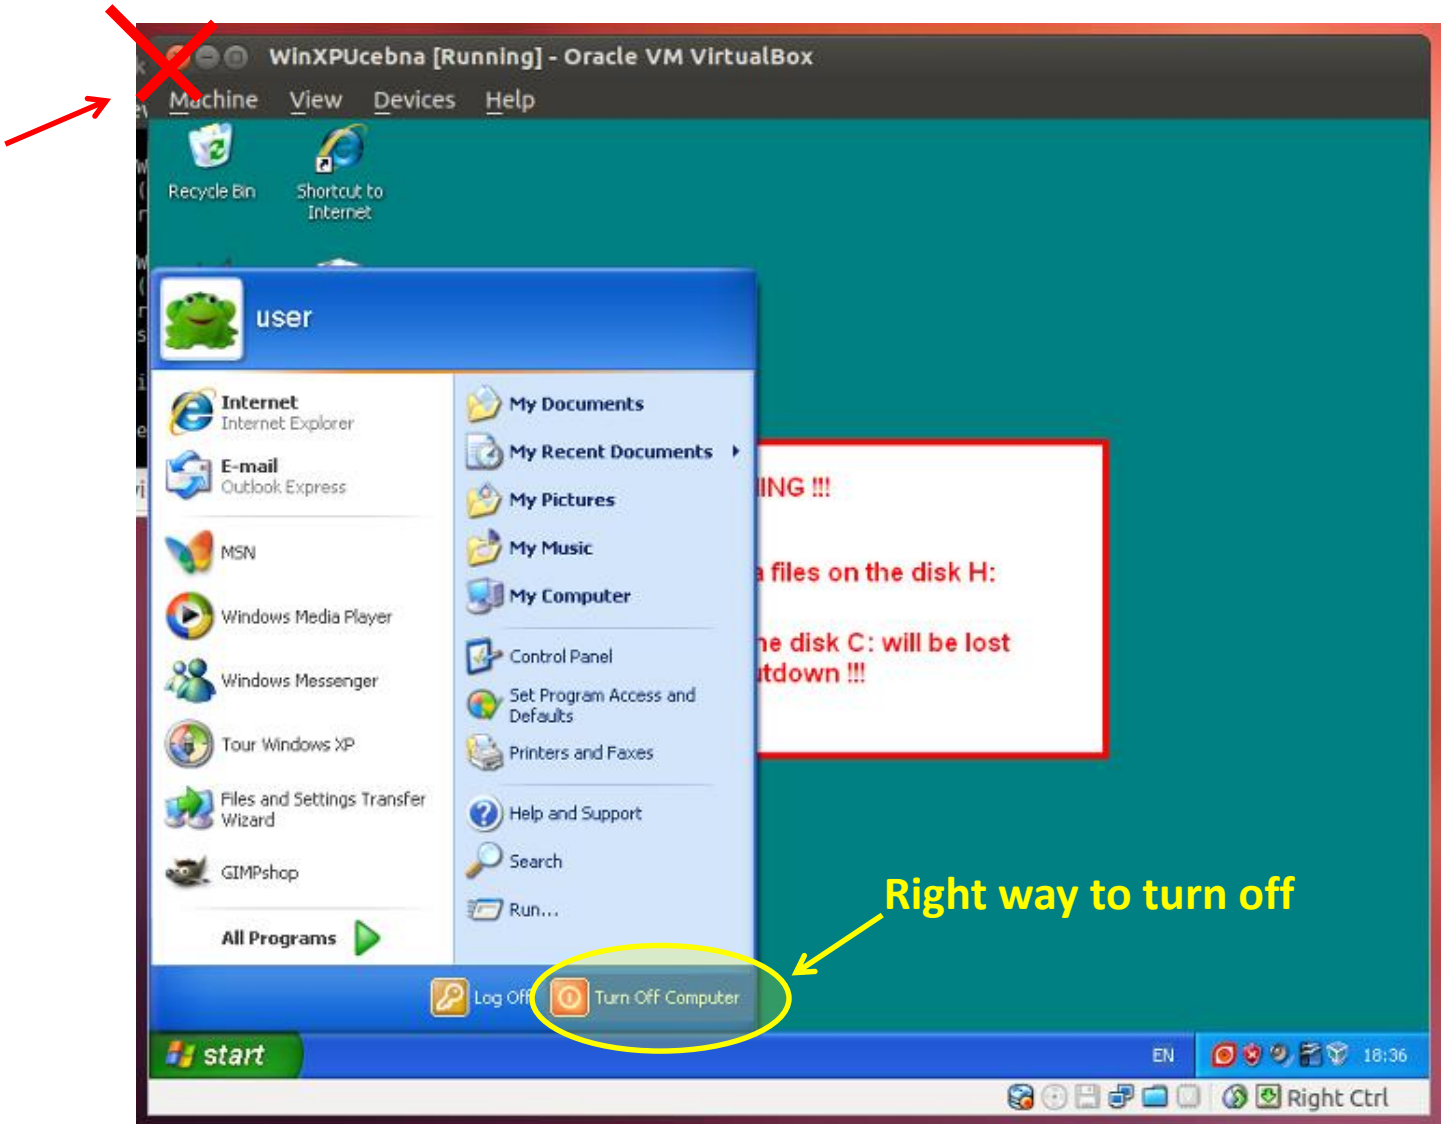 WinXPUcebna [Running] - Oracle VM VirtualBox
Machine View Devices Help
Recycle Bin
Shortcut to
Internet
user
Internet
Internet Explorer
E-mail
Outlook Express
MSN
Windows Media Player
Windows Messenger
Tour Windows XP
Files and Settings Transfer
Wizard
GIMPshop
All Programs
My Documents
My Recent Documents
My Pictures
My Music
My Computer
Control Panel
Set Program Access and
Defaults
Printers and Faxes
Help and Support
Search
Run...
ING !!!
a files on the disk H:
he disk C: will be lost
utdown !!!
Right way to turn off
Log Off
Turn Off Computer
start
EN
18:36
Right Ctrl